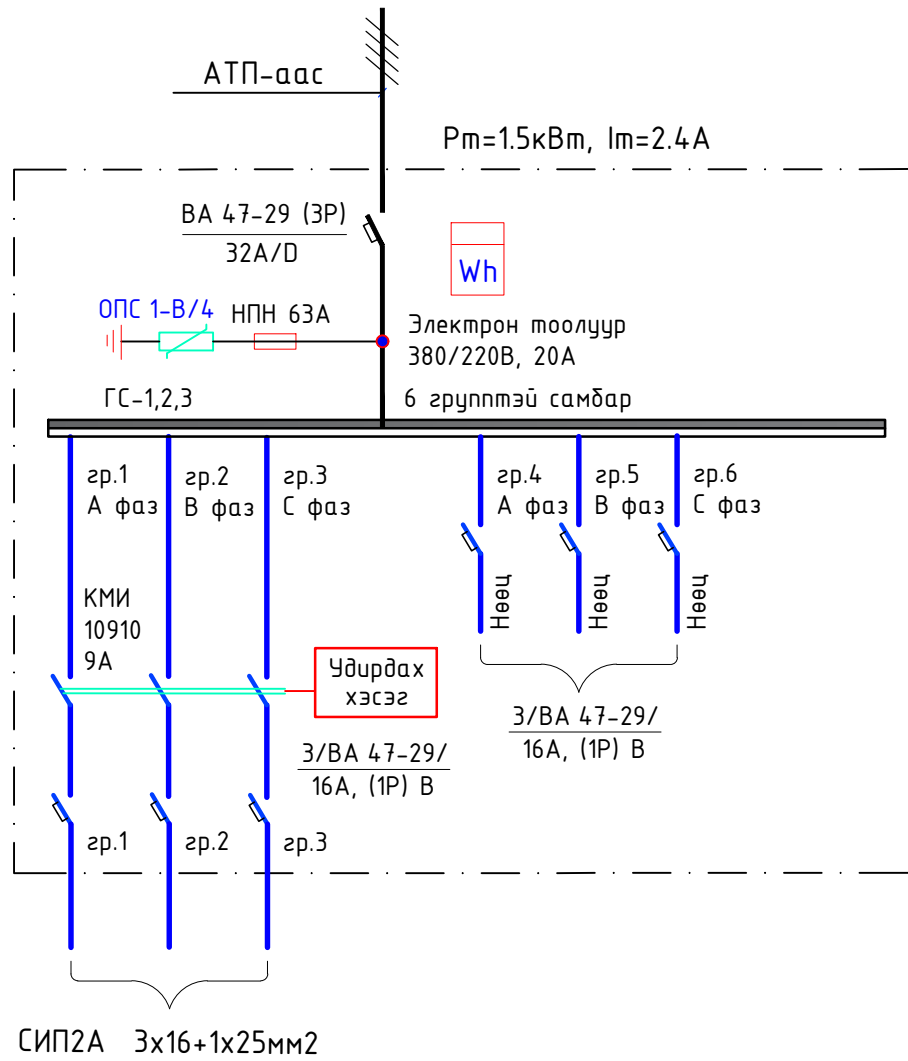 АТП-аас
Pm=1.5кВт, Im=2.4А
ВА 47-29 (3Р)
32А/D
Wh
ОПС 1-В/4
НПН 63А
Электрон тоолуур
380/220В, 20А
ГС-1,2,3
6 групптэй самбар
гр.1
А фаз
гр.2
В фаз
гр.3
С фаз
гр.4
А фаз
гр.5
В фаз
гр.6
С фаз
Нөөц
Нөөц
Нөөц
КМИ
10910
9А
Удирдах
хэсэг
3/ВА 47-29/
16А, (1Р) В
3/ВА 47-29/
16А, (1Р) В
гр.1
гр.2
гр.3
СИП2А 3х16+1х25мм2